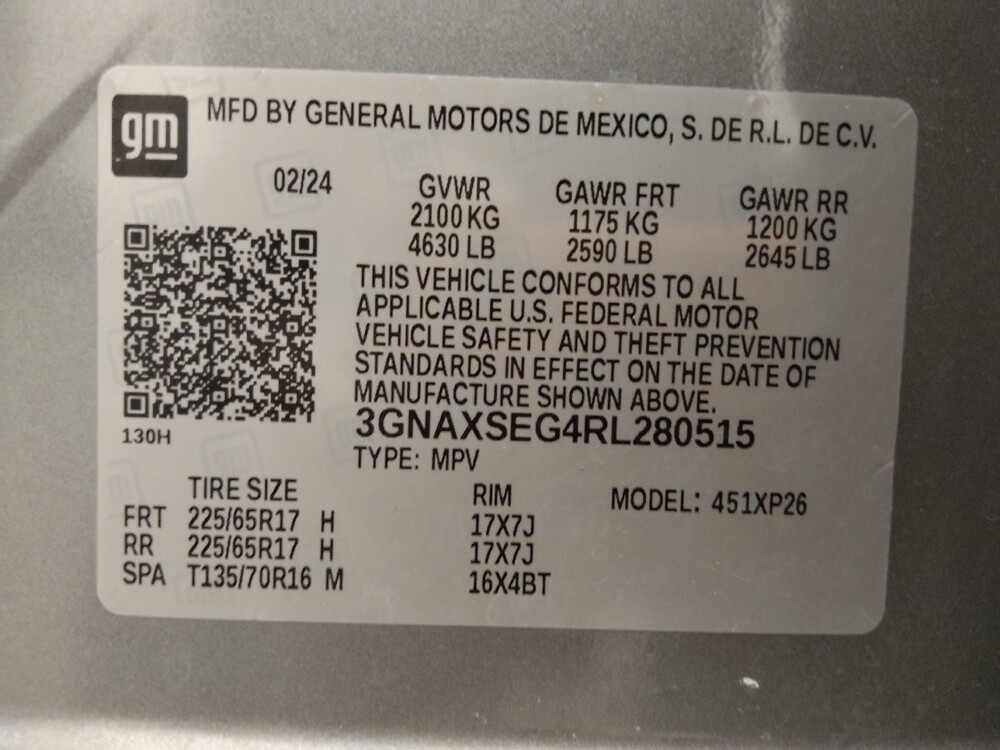 gm MFD BY GENERAL MOTORS DE MEXICO, S. DE R.L. DE C.V.
02/24 GVWR GAWR FRT GAWR RR
2100 KG 1175 KG 1200 KG
4630 LB 2590 LB 2645 LB
THIS VEHICLE CONFORMS TO ALL
APPLICABLE U.S. FEDERAL MOTOR
VEHICLE SAFETY AND THEFT PREVENTION
STANDARDS IN EFFECT ON THE DATE OF
MANUFACTURE SHOWN ABOVE.
130H 3GNAXSEG4RL280515
TYPE: MPV
TIRE SIZE RIM MODEL: 451XP26
FRT 225/65R17 H 17X7J
RR 225/65R17 H 17X7J
SPA T135/70R16 M 16X4BT